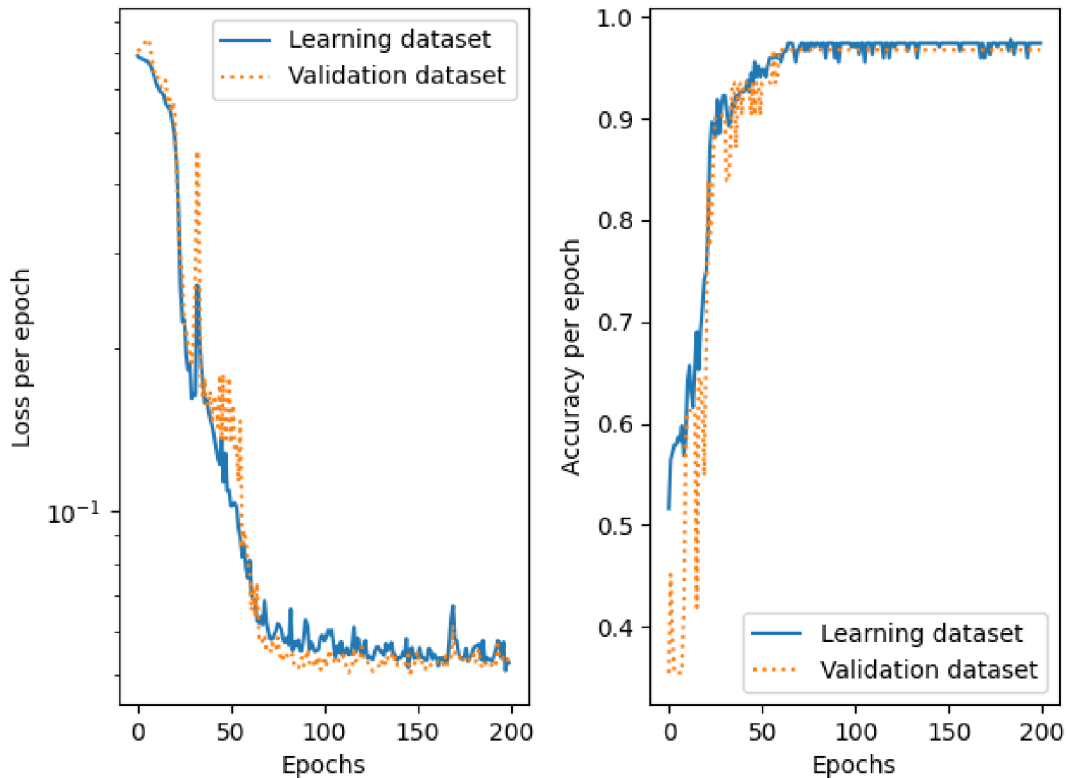 Learning dataset
Validation dataset
Loss per epoch
10⁻¹
0
50
100
150
200
Epochs
Accuracy per epoch
1.0
0.9
0.8
0.7
0.6
0.5
0.4
Learning dataset
Validation dataset
0
50
100
150
200
Epochs